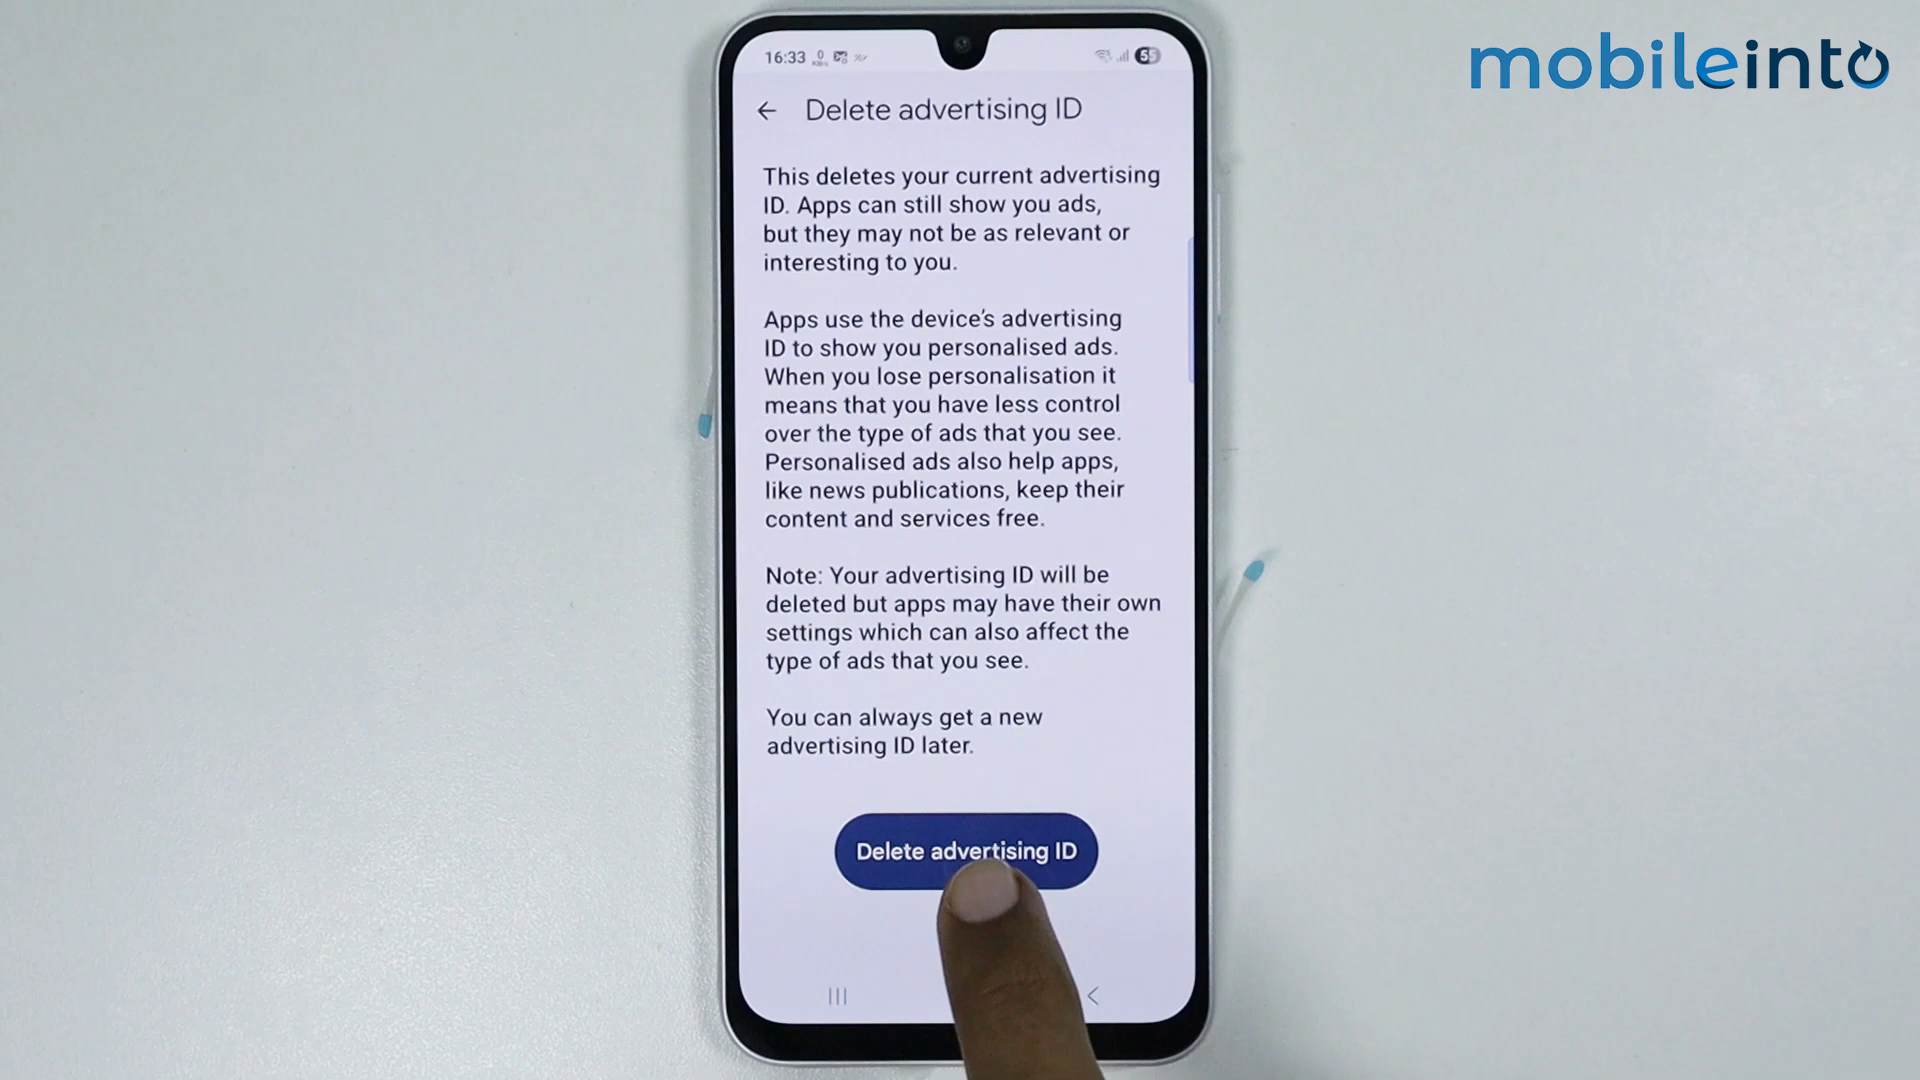 mobileinto
16:33 0 KB/s 55
Delete advertising ID
This deletes your current advertising
ID. Apps can still show you ads,
but they may not be as relevant or
interesting to you.
Apps use the device's advertising
ID to show you personalised ads.
When you lose personalisation it
means that you have less control
over the type of ads that you see.
Personalised ads also help apps,
like news publications, keep their
content and services free.
Note: Your advertising ID will be
deleted but apps may have their own
settings which can also affect the
type of ads that you see.
You can always get a new
advertising ID later.
Delete advertising ID